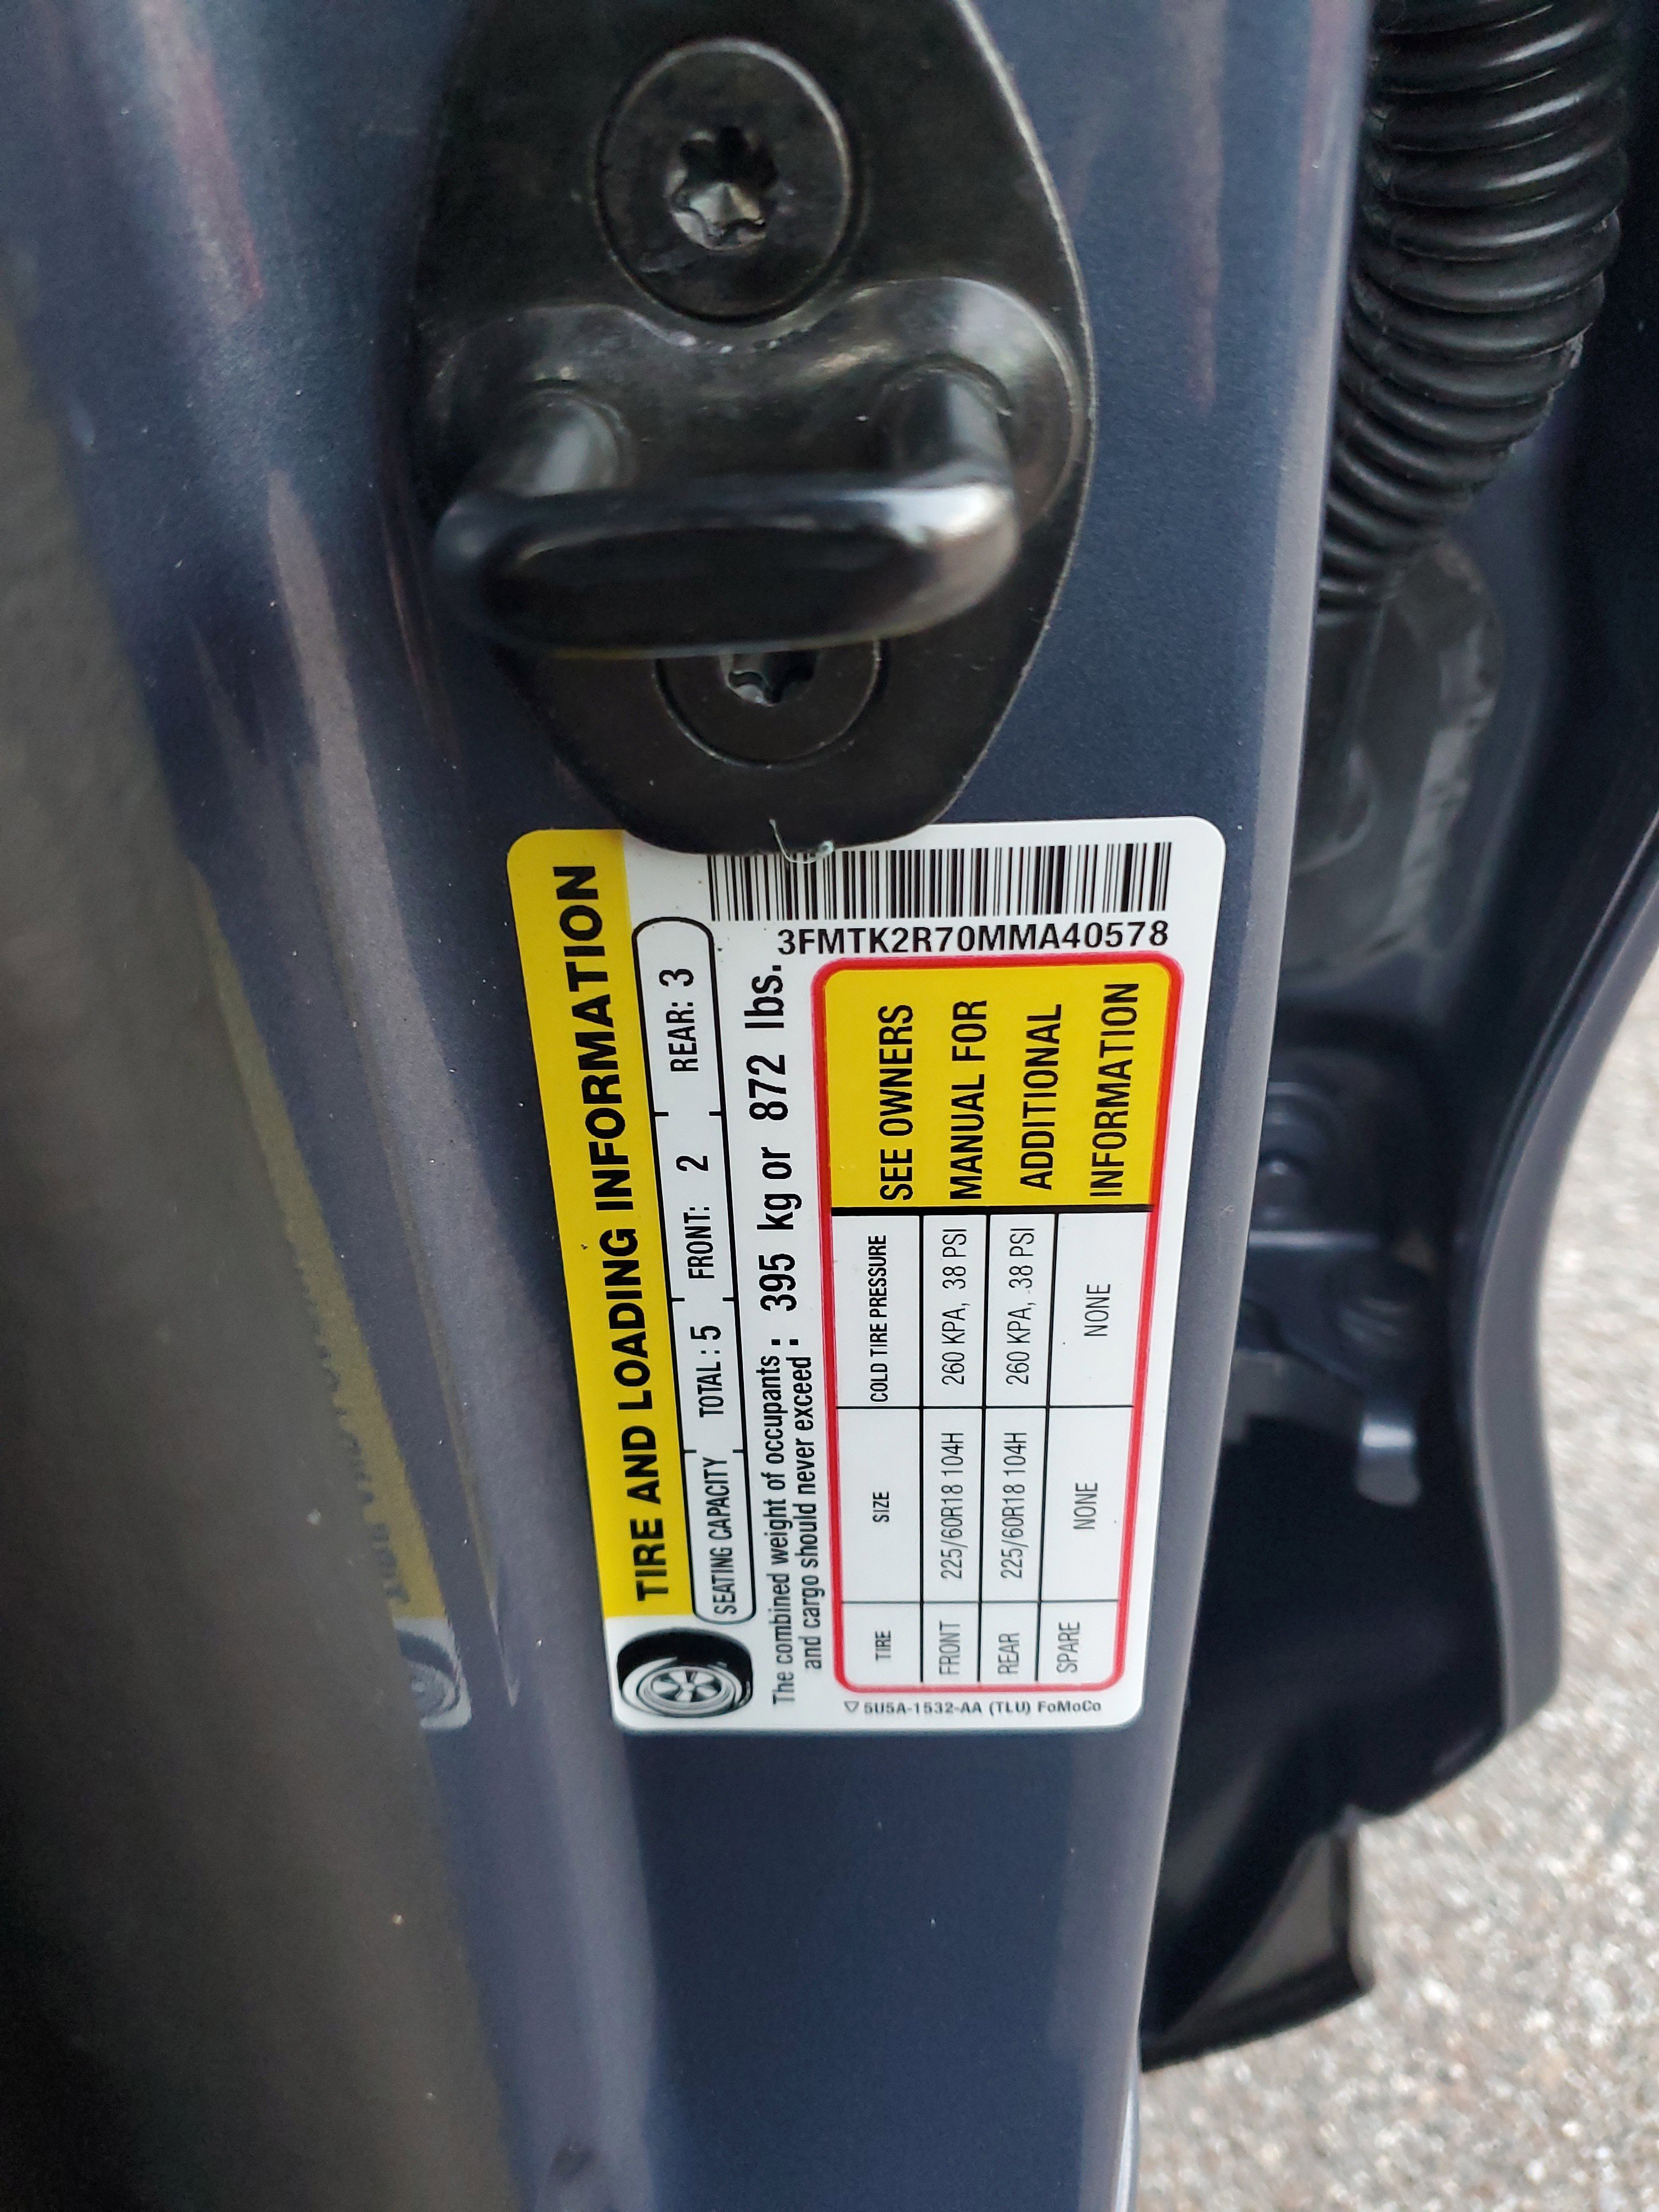 TIRE AND LOADING INFORMATION
SEATING CAPACITY TOTAL : 5 FRONT: 2 REAR: 3
The combined weight of occupants : 395 kg or 872 lbs.
and cargo should never exceed :
3FMTK2R70MMA40578
TIRE SIZE COLD TIRE PRESSURE
FRONT 225/60R18 104H 260 KPA, 38 PSI
REAR 225/60R18 104H 260 KPA, 38 PSI
SPARE NONE NONE
SEE OWNERS
MANUAL FOR
ADDITIONAL
INFORMATION
5U5A-1532-AA (TLU) FoMoCo